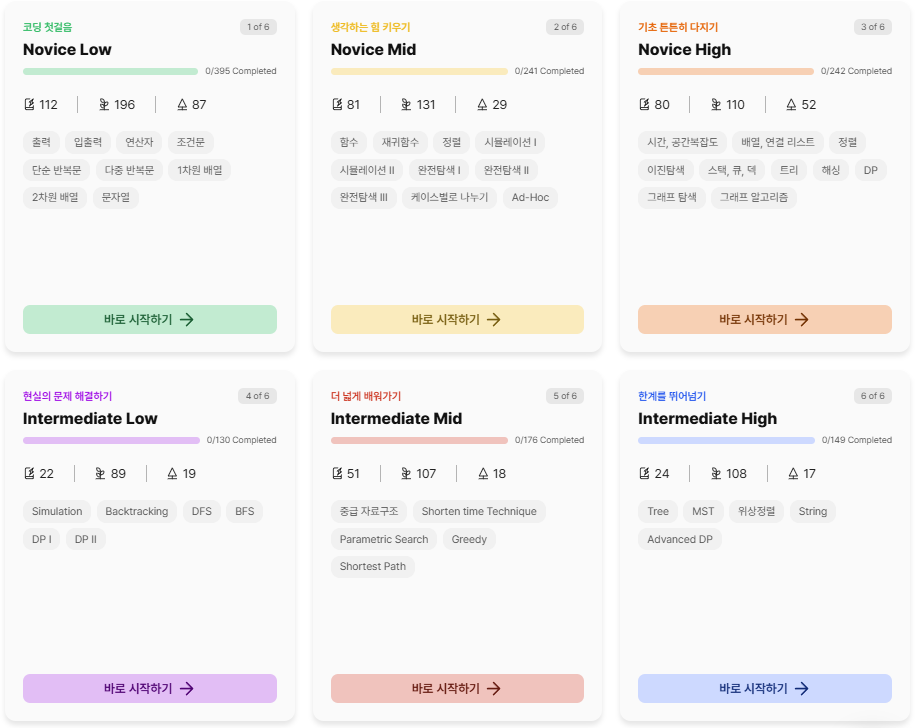 코딩 첫걸음 1 of 6
Novice Low
0/395 Completed
112 196 87
출력 입출력 연산자 조건문
단순 반복문 다중 반복문 1차원 배열
2차원 배열 문자열
바로 시작하기 →
생각하는 힘 키우기 2 of 6
Novice Mid
0/241 Completed
81 131 29
함수 재귀함수 정렬 시뮬레이션 I
시뮬레이션 II 완전탐색 I 완전탐색 II
완전탐색 III 케이스별로 나누기 Ad-Hoc
바로 시작하기 →
기초 튼튼히 다지기 3 of 6
Novice High
0/242 Completed
80 110 52
시간, 공간복잡도 배열, 연결 리스트 정렬
이진탐색 스택, 큐, 덱 트리 해싱 DP
그래프 탐색 그래프 알고리즘
바로 시작하기 →
현실의 문제 해결하기 4 of 6
Intermediate Low
0/130 Completed
22 89 19
Simulation Backtracking DFS BFS
DP I DP II
바로 시작하기 →
더 넓게 배워가기 5 of 6
Intermediate Mid
0/176 Completed
51 107 18
중급 자료구조 Shorten time Technique
Parametric Search Greedy
Shortest Path
바로 시작하기 →
한계를 뛰어넘기 6 of 6
Intermediate High
0/149 Completed
24 108 17
Tree MST 위상정렬 String
Advanced DP
바로 시작하기 →